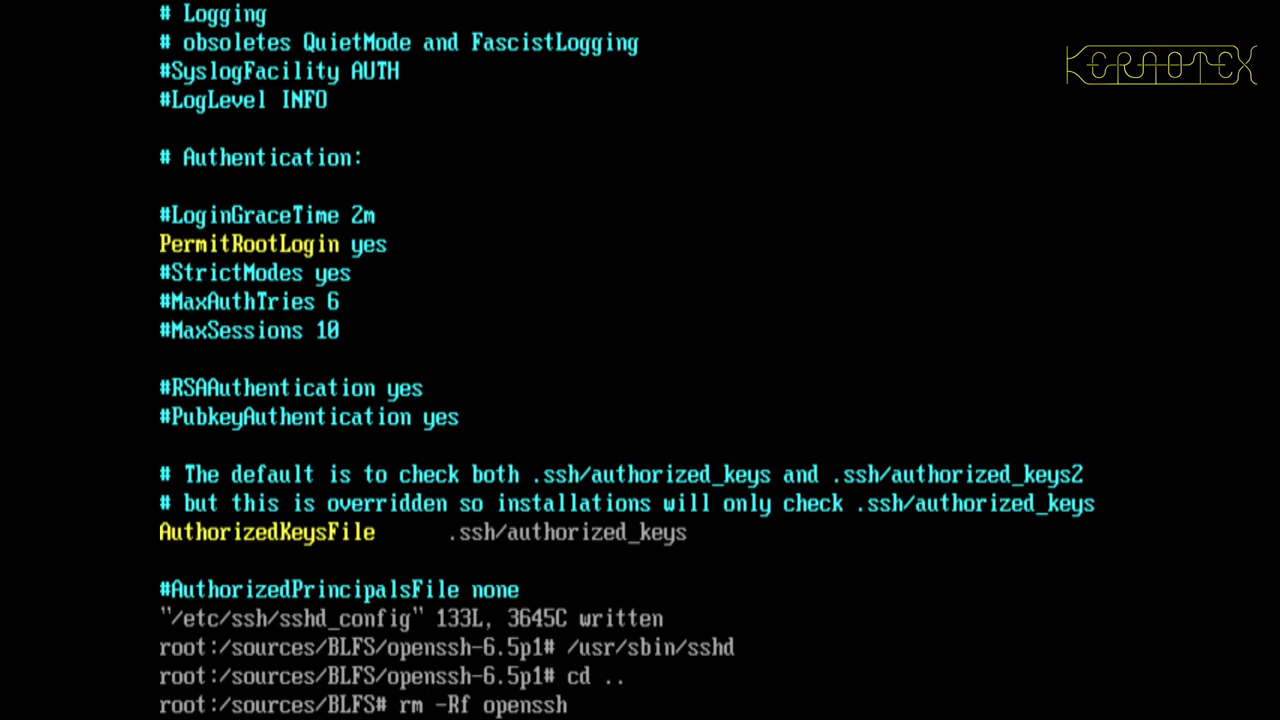 # Logging
# obsoletes QuietMode and FascistLogging
#SyslogFacility AUTH
#LogLevel INFO
# Authentication:
#LoginGraceTime 2m
PermitRootLogin yes
#StrictModes yes
#MaxAuthTries 6
#MaxSessions 10
#RSAAuthentication yes
#PubkeyAuthentication yes
# The default is to check both .ssh/authorized_keys and .ssh/authorized_keys2
# but this is overridden so installations will only check .ssh/authorized_keys
AuthorizedKeysFile .ssh/authorized_keys
#AuthorizedPrincipalsFile none
"/etc/ssh/sshd_config" 133L, 3645C written
root:/sources/BLFS/openssh-6.5p1# /usr/sbin/sshd
root:/sources/BLFS/openssh-6.5p1# cd ..
root:/sources/BLFS# rm -Rf openssh
KERNOTEX